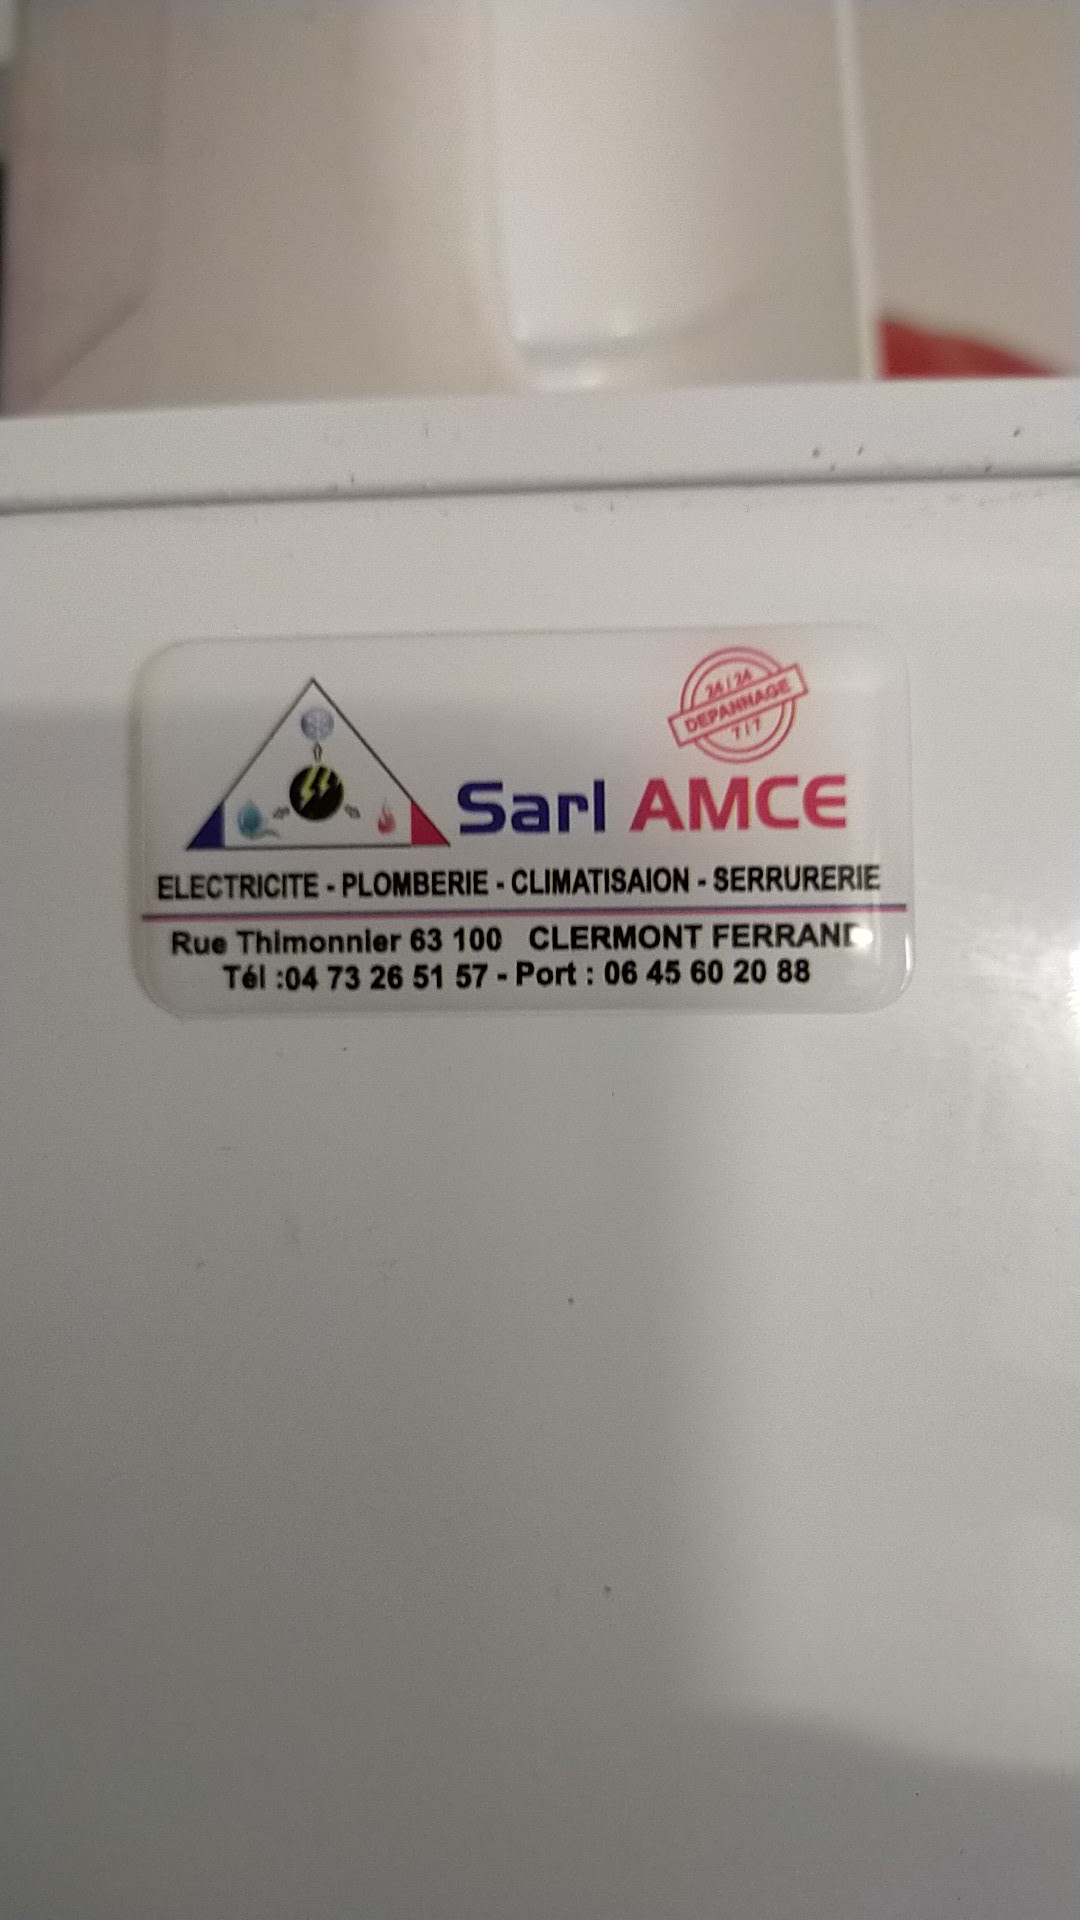 24 / 24
DEPANNAGE
7 / 7
Sarl AMCE
ELECTRICITE - PLOMBERIE - CLIMATISAION - SERRURERIE
Rue Thimonnier 63 100 CLERMONT FERRAND
Tél :04 73 26 51 57 - Port : 06 45 60 20 88